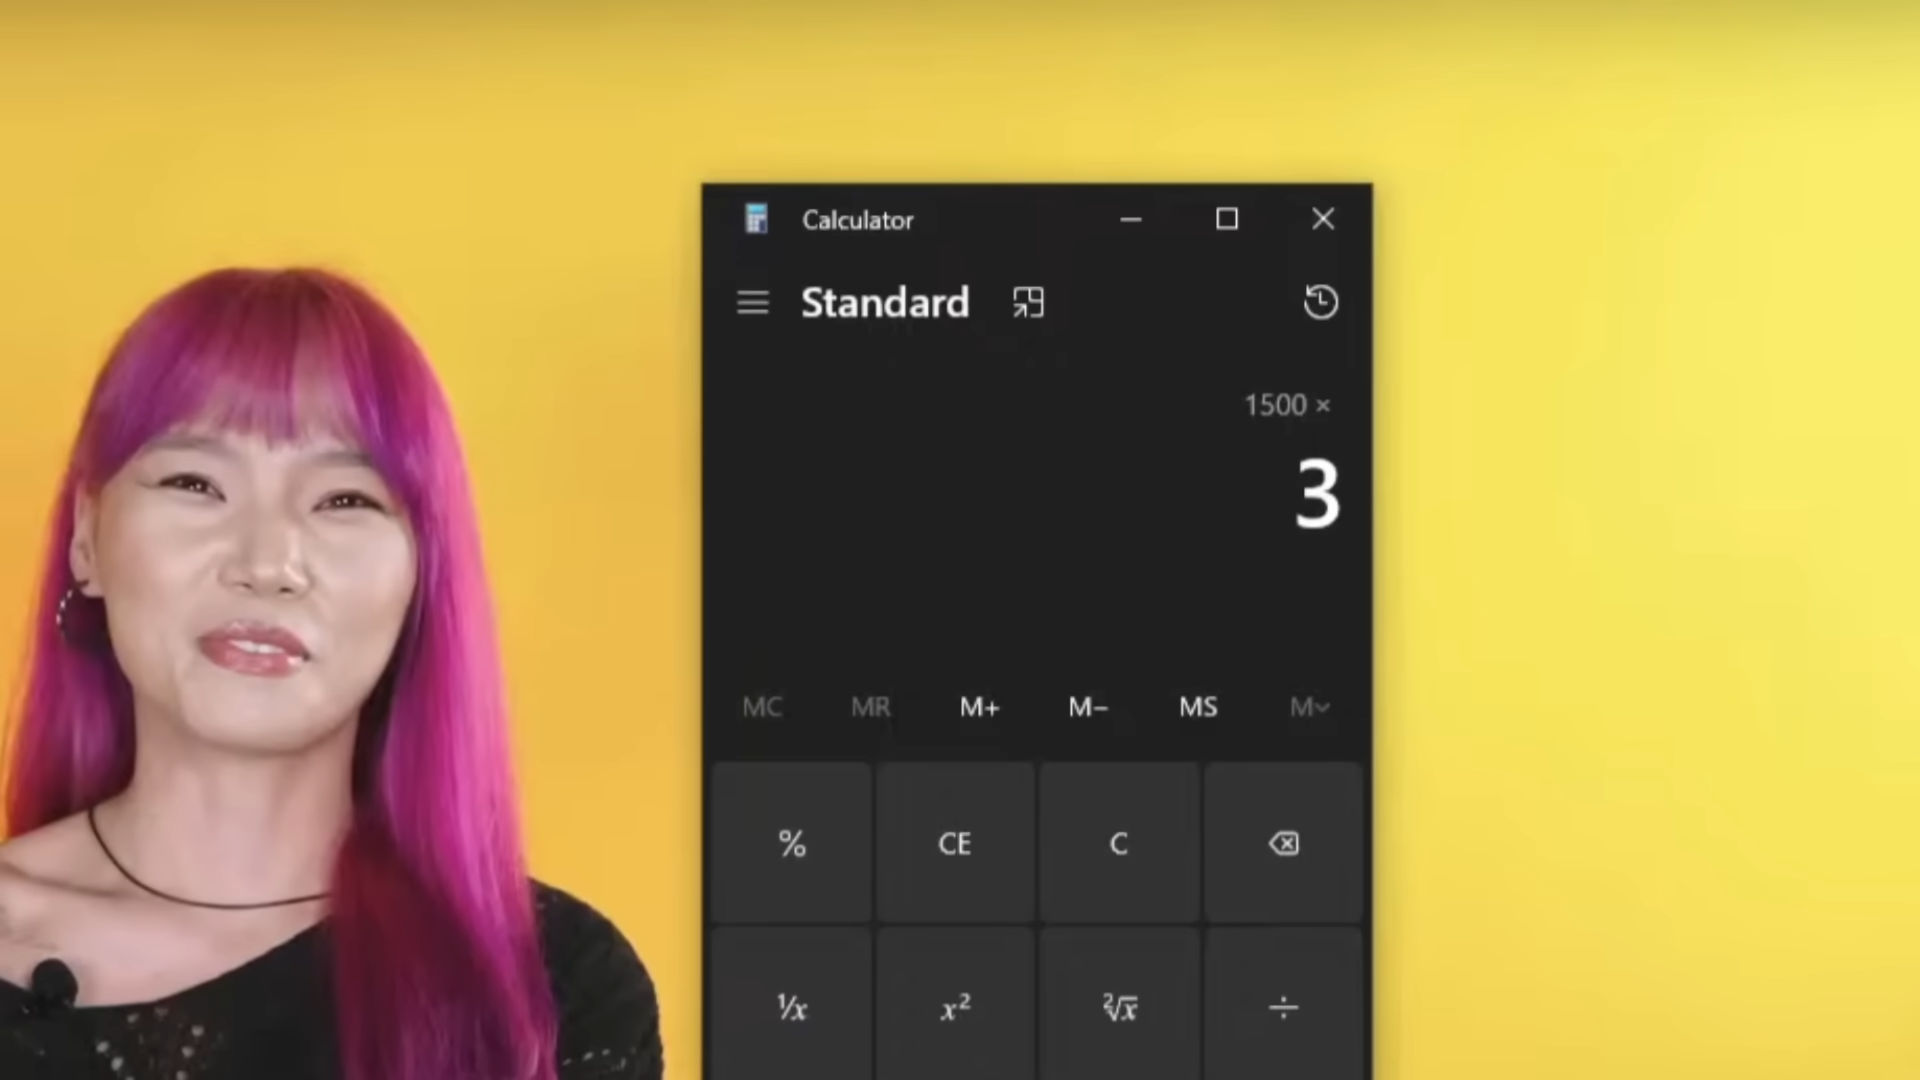 Calculator
Standard
1500 ×
3
MC MR M+ M− MS M
% CE C
¹/x x² ²√x ÷